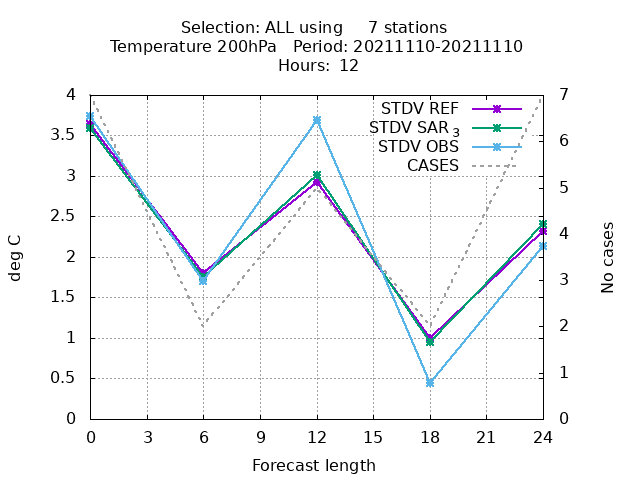 Selection: ALL using     7 stations
Temperature 200hPa   Period: 20211110-20211110
Hours:  12
STDV REF
STDV SAR 3
STDV OBS
CASES
4
3.5
3
2.5
2
1.5
1
0.5
0
7
6
5
4
3
2
1
0
deg C
No cases
0 3 6 9 12 15 18 21 24
Forecast length